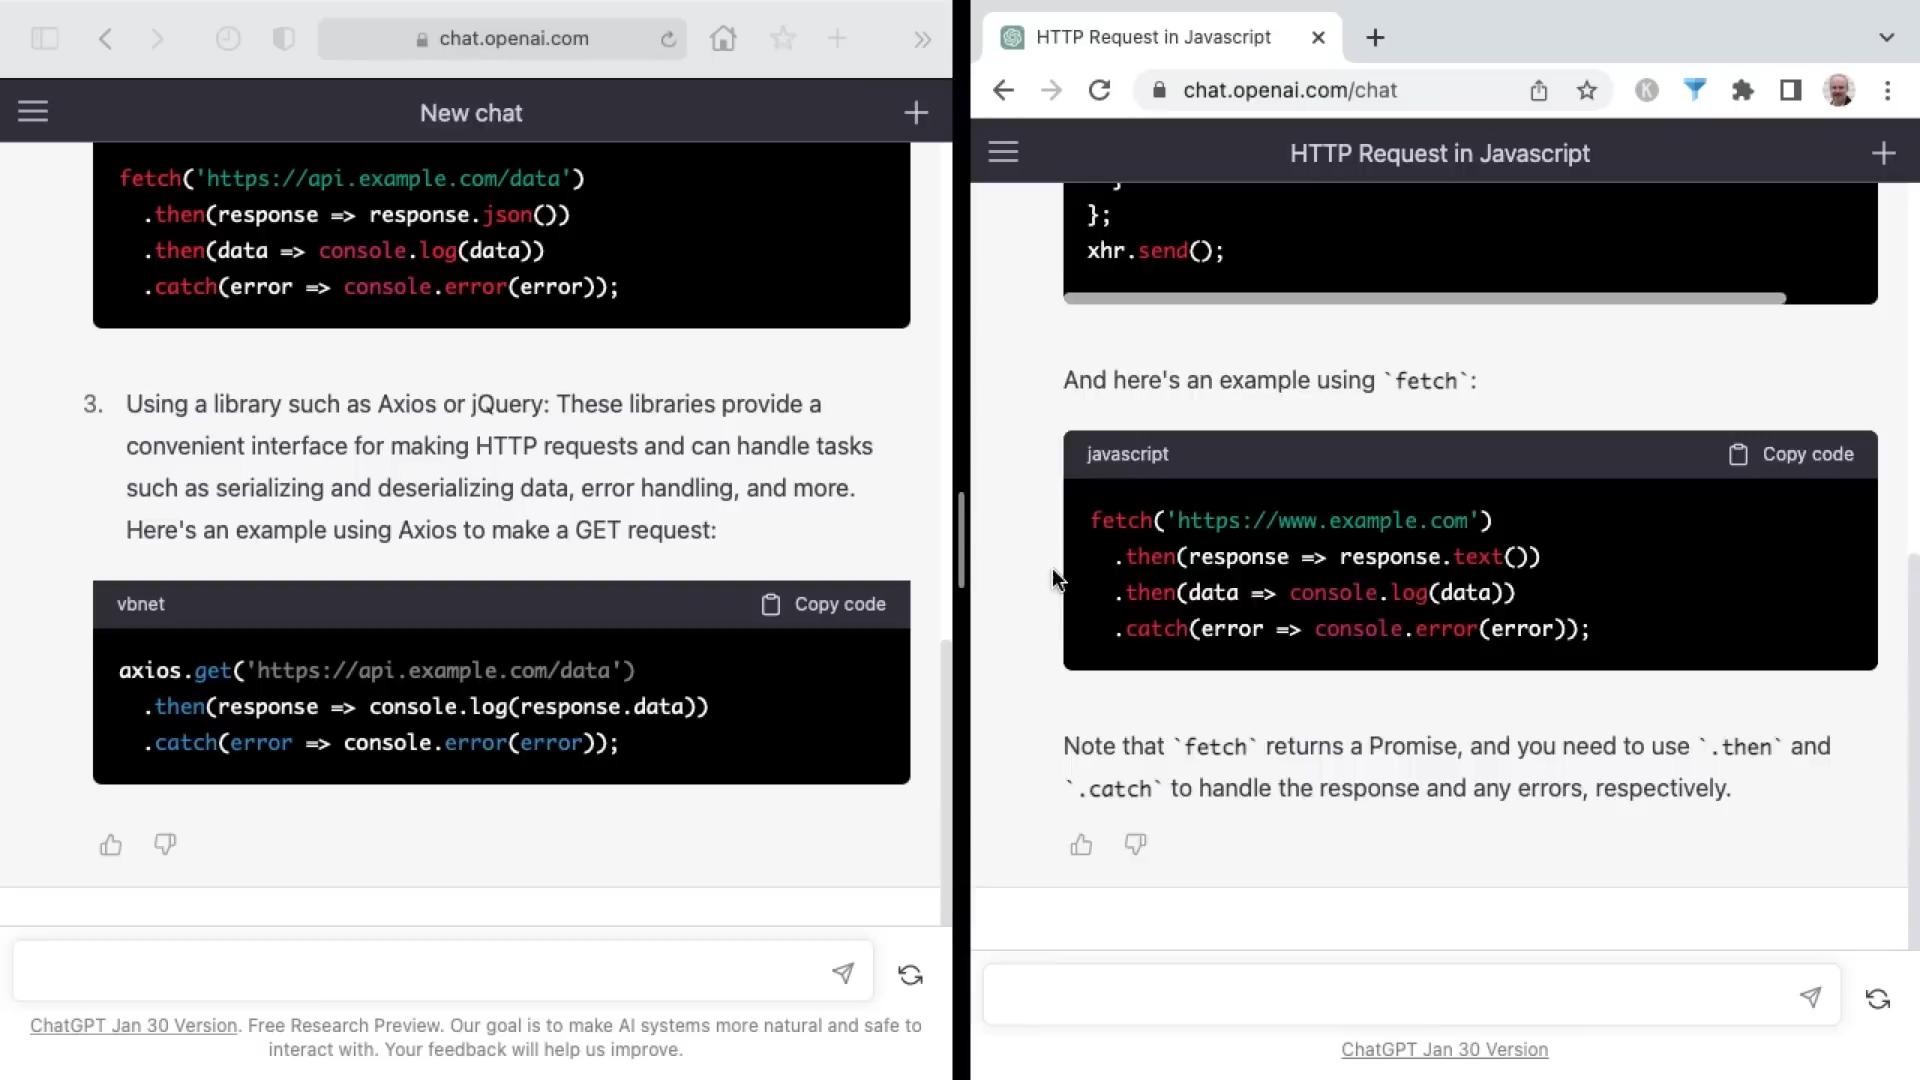 chat.openai.com
New chat
fetch('https://api.example.com/data')
.then(response => response.json())
.then(data => console.log(data))
.catch(error => console.error(error));
3. Using a library such as Axios or jQuery: These libraries provide a
convenient interface for making HTTP requests and can handle tasks
such as serializing and deserializing data, error handling, and more.
Here's an example using Axios to make a GET request:
vbnet Copy code
axios.get('https://api.example.com/data')
.then(response => console.log(response.data))
.catch(error => console.error(error));
ChatGPT Jan 30 Version. Free Research Preview. Our goal is to make AI systems more natural and safe to
interact with. Your feedback will help us improve.
HTTP Request in Javascript
chat.openai.com/chat
K
HTTP Request in Javascript
}
};
xhr.send();
And here's an example using `fetch`:
javascript Copy code
fetch('https://www.example.com')
.then(response => response.text())
.then(data => console.log(data))
.catch(error => console.error(error));
Note that `fetch` returns a Promise, and you need to use `.then` and
`.catch` to handle the response and any errors, respectively.
ChatGPT Jan 30 Version